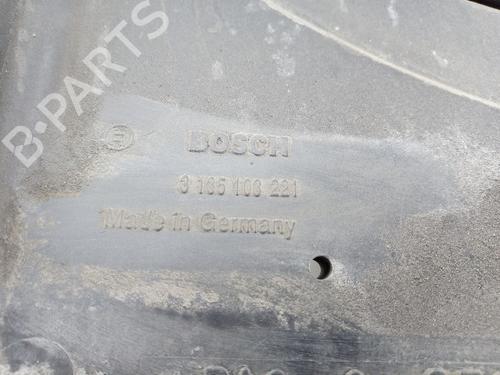 B-PARTS
BOSCH
3 135 103 221
Made in Germany